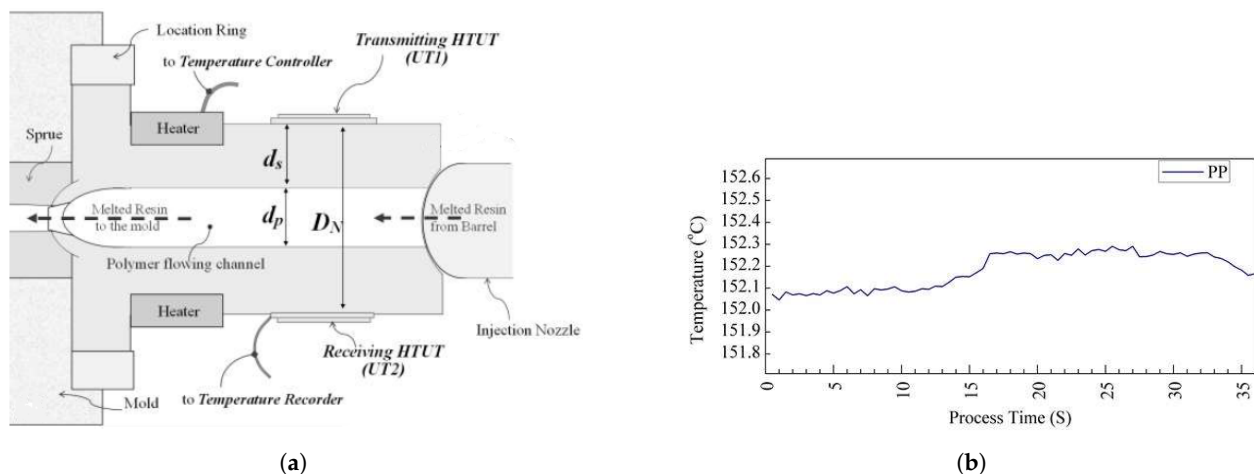 Location Ring
Transmitting HTUT
(UT1)
to Temperature Controller
Sprue
Heater
d_s
Melted Resin
to the mold
d_p
D_N
Melted Resin
from Barrel
Polymer flowing channel
Heater
Injection Nozzle
Receiving HTUT
(UT2)
to Temperature Recorder
Mold
(a)
PP
152.6
152.5
152.4
152.3
152.2
152.1
152.0
151.9
151.8
Temperature (°C)
0 5 10 15 20 25 30 35
Process Time (S)
(b)